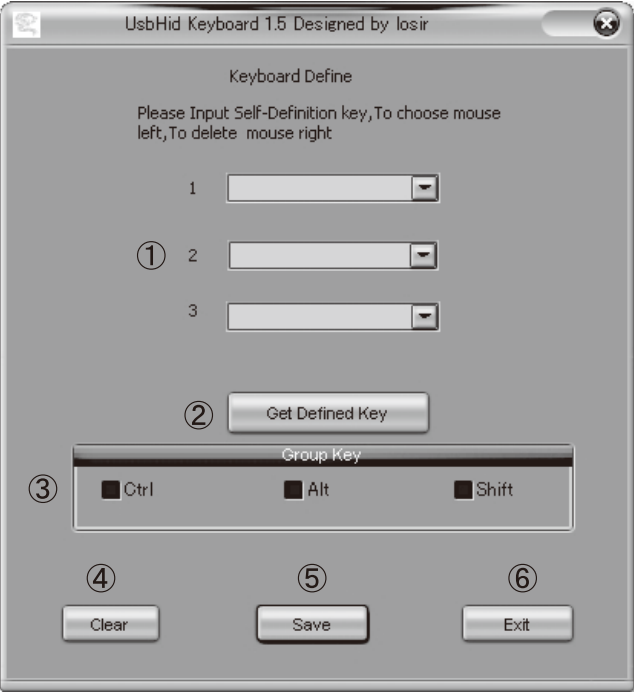 UsbHid Keyboard 1.5 Designed by losir
Keyboard Define
Please Input Self-Definition key,To choose mouse
left,To delete mouse right
1
① 2
3
② Get Defined Key
Group Key
③ Ctrl Alt Shift
④ ⑤ ⑥
Clear Save Exit